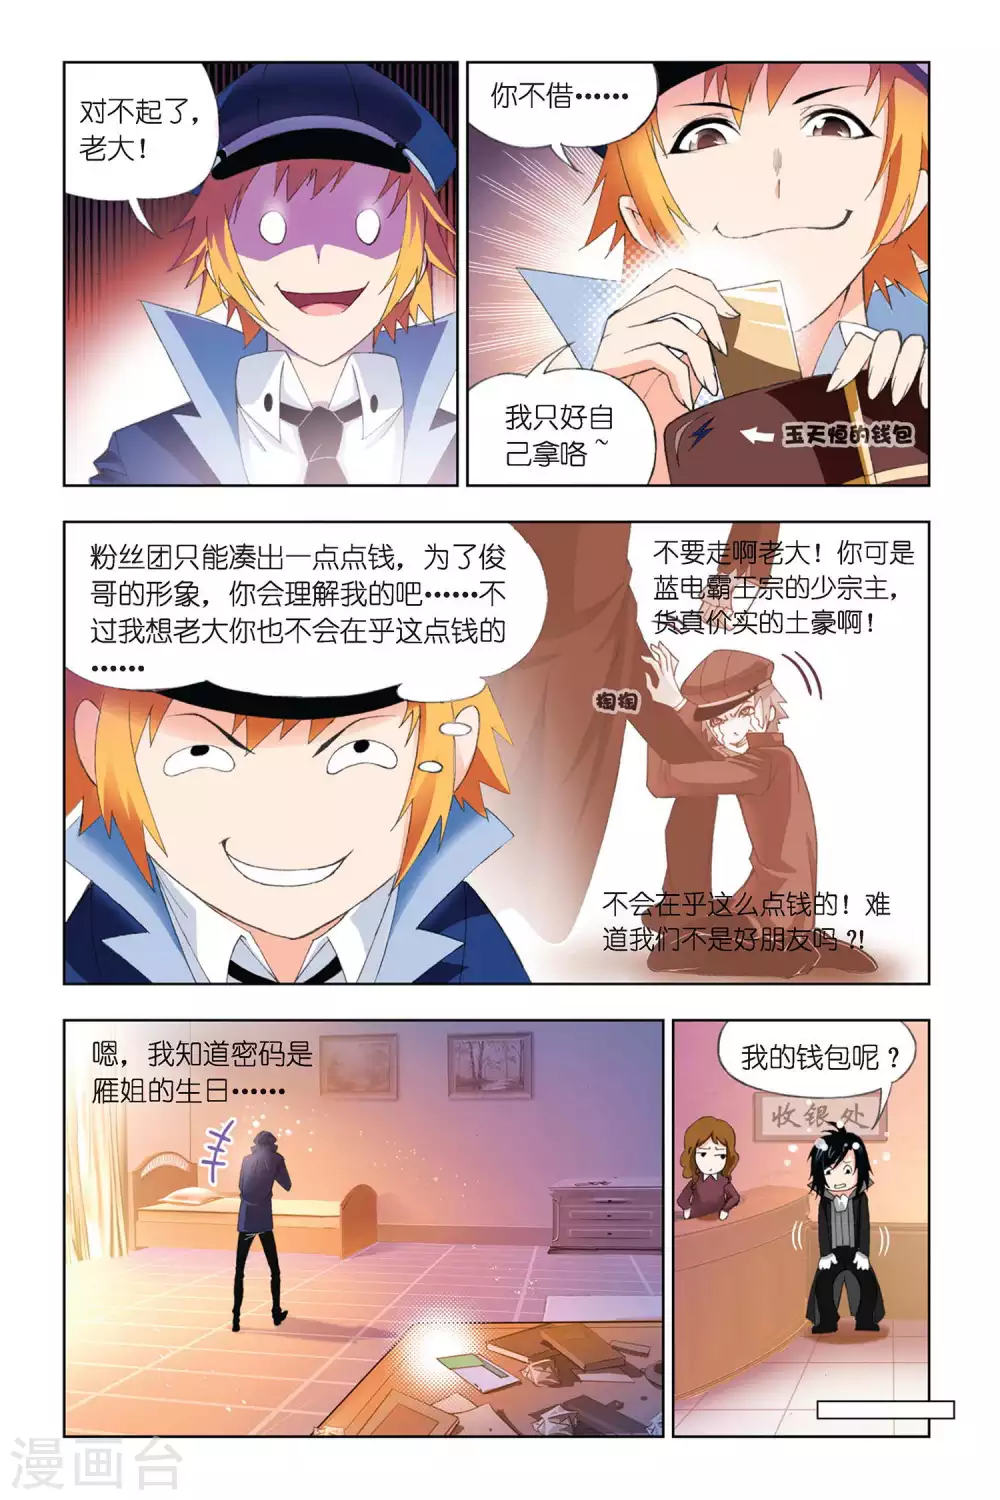 对不起了，
老大！
你不借……
我只好自
己拿咯~
玉天恒的钱包
粉丝团只能凑出一点点钱，为了俊
哥的形象，你会理解我的吧……不
过我想老大你也不会在乎这点钱的
……
不要走啊老大！你可是
蓝电霸王宗的少宗主，
货真价实的土豪啊！
掏掏
不会在乎这么点钱的！难
道我们不是好朋友吗?!
嗯，我知道密码是
雁姐的生日……
我的钱包呢？
收银处
漫画台